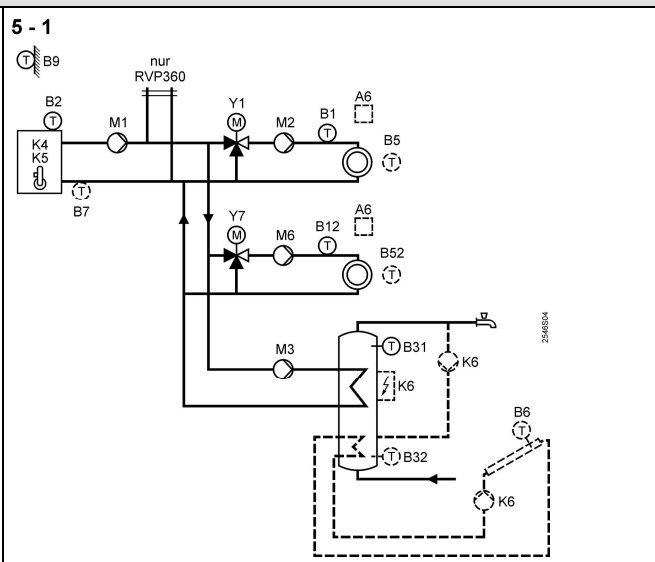 5 - 1
T B9
nur
RVP360
B2
T
M1
Y1
M
M2
B1
T
A6
B5
T
K4
K5
T
B7
Y7
M
M6
B12
T
A6
B52
T
M3
T B31
K6
K6
T B32
B6
T
K6
2546S04